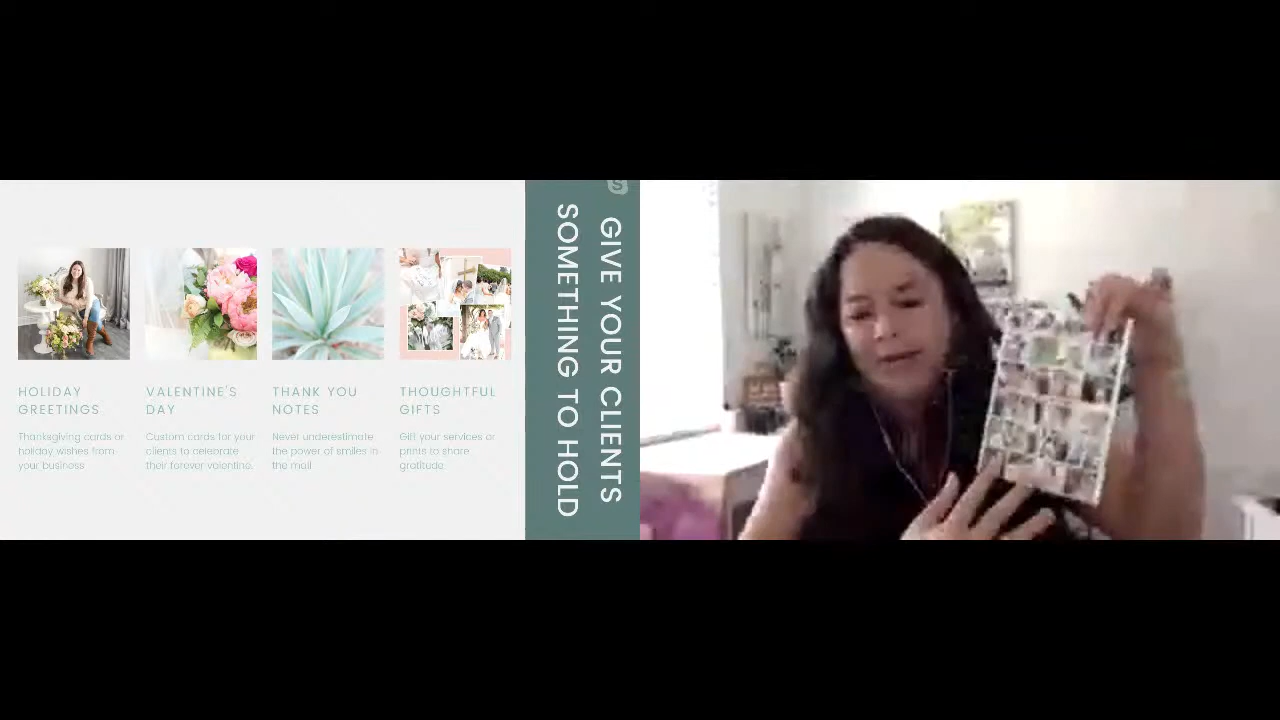 HOLIDAY
GREETINGS
Thanksgiving cards or
holiday wishes from
your business
VALENTINE'S
DAY
Custom cards for your
clients to celebrate
their forever valentine.
THANK YOU
NOTES
Never underestimate
the power of smiles in
the mail
THOUGHTFUL
GIFTS
Gift your services or
prints to share
gratitude.
GIVE YOUR CLIENTS
SOMETHING TO HOLD